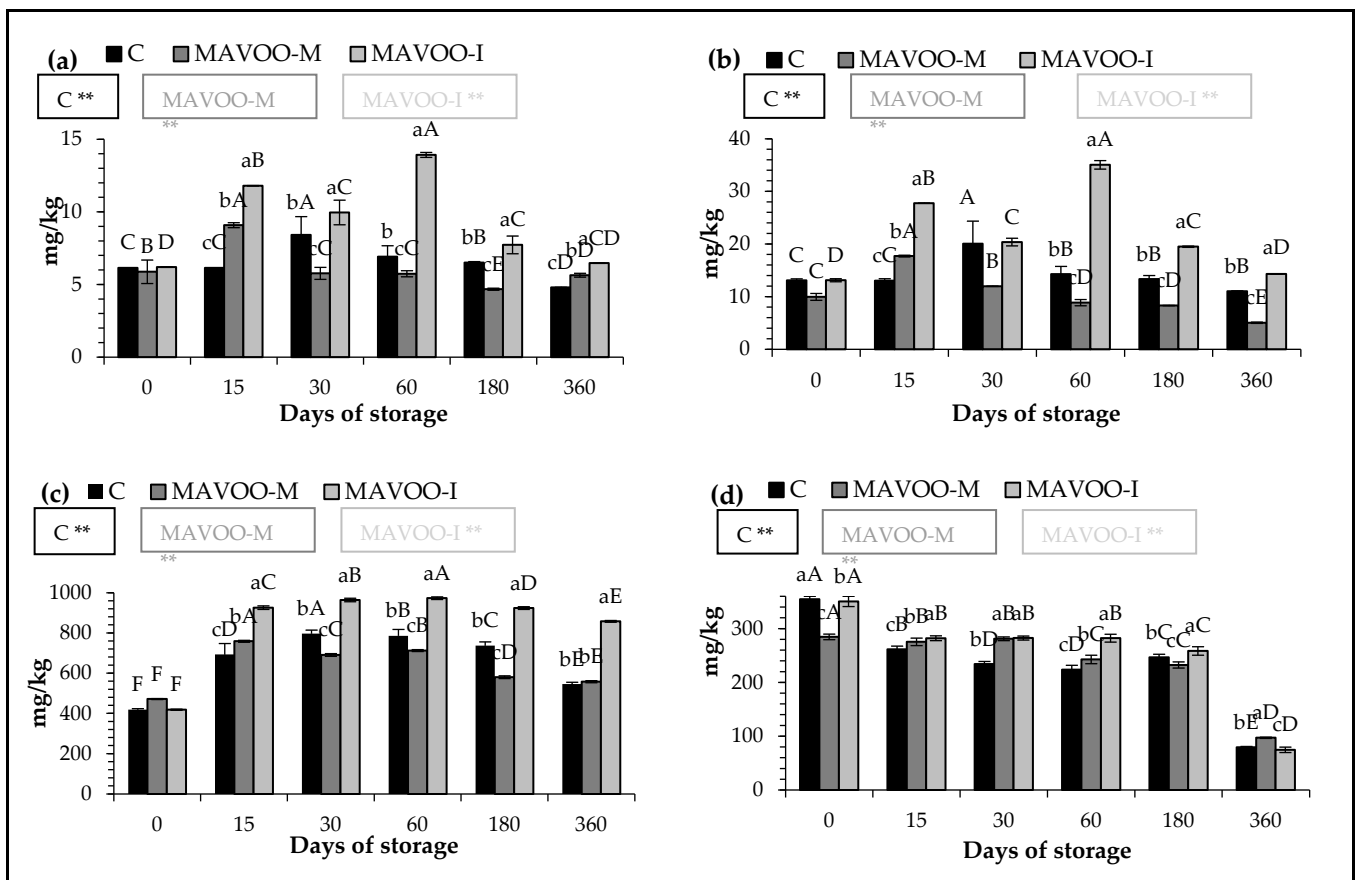 (a) C MAVOO-M MAVOO-I
C ** MAVOO-M ** MAVOO-I **
mg/kg
15
10
5
0
C B D
cC bA aB
bA cC aC
b cC aA
bB cE aC
cD bD aCD
0 15 30 60 180 360
Days of storage
(b) C MAVOO-M MAVOO-I
C ** MAVOO-M ** MAVOO-I **
mg/kg
40
30
20
10
0
C C D
cC bA aB
A B C
bB cD aA
bB cD aC
bB cE aD
0 15 30 60 180 360
Days of storage
(c) C MAVOO-M MAVOO-I
C ** MAVOO-M ** MAVOO-I **
mg/kg
1000
800
600
400
200
0
F F F
cD bA aC
bA cC aB
bB cB aA
bC cD aD
bE bE aE
0 15 30 60 180 360
Days of storage
(d) C MAVOO-M MAVOO-I
C ** MAVOO-M ** MAVOO-I **
mg/kg
300
200
100
0
aA cA bA
cB bB aB
bD aB aB
cD bC aB
bC cC aC
bE aD cD
0 15 30 60 180 360
Days of storage